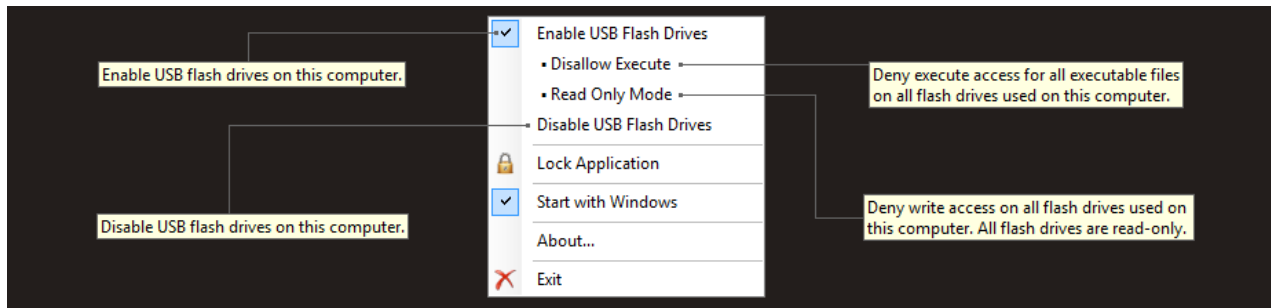 Enable USB flash drives on this computer.
Disable USB flash drives on this computer.
Enable USB Flash Drives
▪ Disallow Execute
▪ Read Only Mode
Disable USB Flash Drives
Lock Application
Start with Windows
About...
Exit
Deny execute access for all executable files
on all flash drives used on this computer.
Deny write access on all flash drives used on
this computer. All flash drives are read-only.